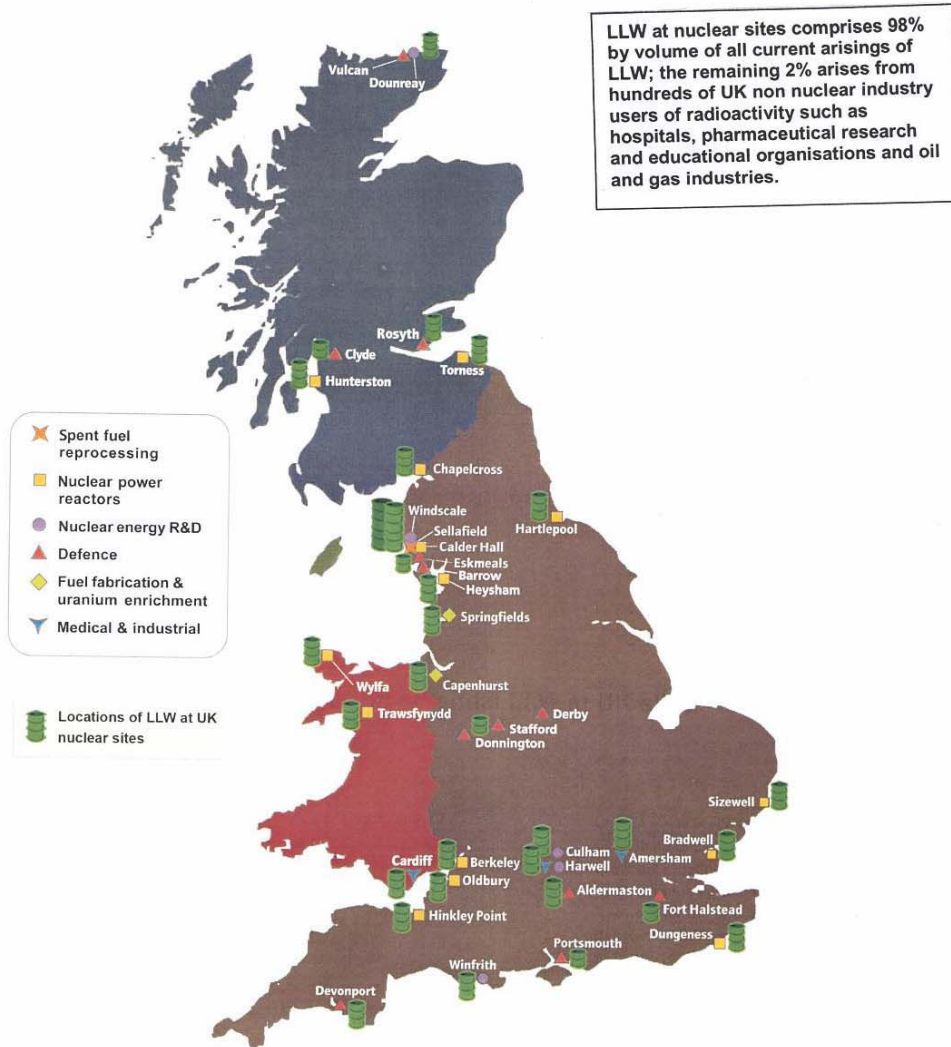 LLW at nuclear sites comprises 98%
by volume of all current arisings of
LLW; the remaining 2% arises from
hundreds of UK non nuclear industry
users of radioactivity such as
hospitals, pharmaceutical research
and educational organisations and oil
and gas industries.
Vulcan
Dounreay
Rosyth
Clyde
Torness
Hunterston
Spent fuel
reprocessing
Nuclear power
reactors
Nuclear energy R&D
Defence
Fuel fabrication &
uranium enrichment
Medical & industrial
Locations of LLW at UK
nuclear sites
Chapelcross
Windscale
Hartlepool
Sellafield
Calder Hall
Eskmeals
Barrow
Heysham
Springfields
Wylfa
Capenhurst
Trawsfynydd
Derby
Stafford
Donnington
Sizewell
Bradwell
Culham
Amersham
Cardiff
Berkeley
Harwell
Oldbury
Aldermaston
Fort Halstead
Hinkley Point
Dungeness
Portsmouth
Winfrith
Devonport